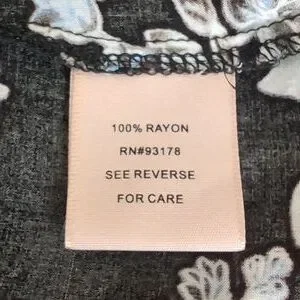 100% RAYON
RN#93178
SEE REVERSE
FOR CARE